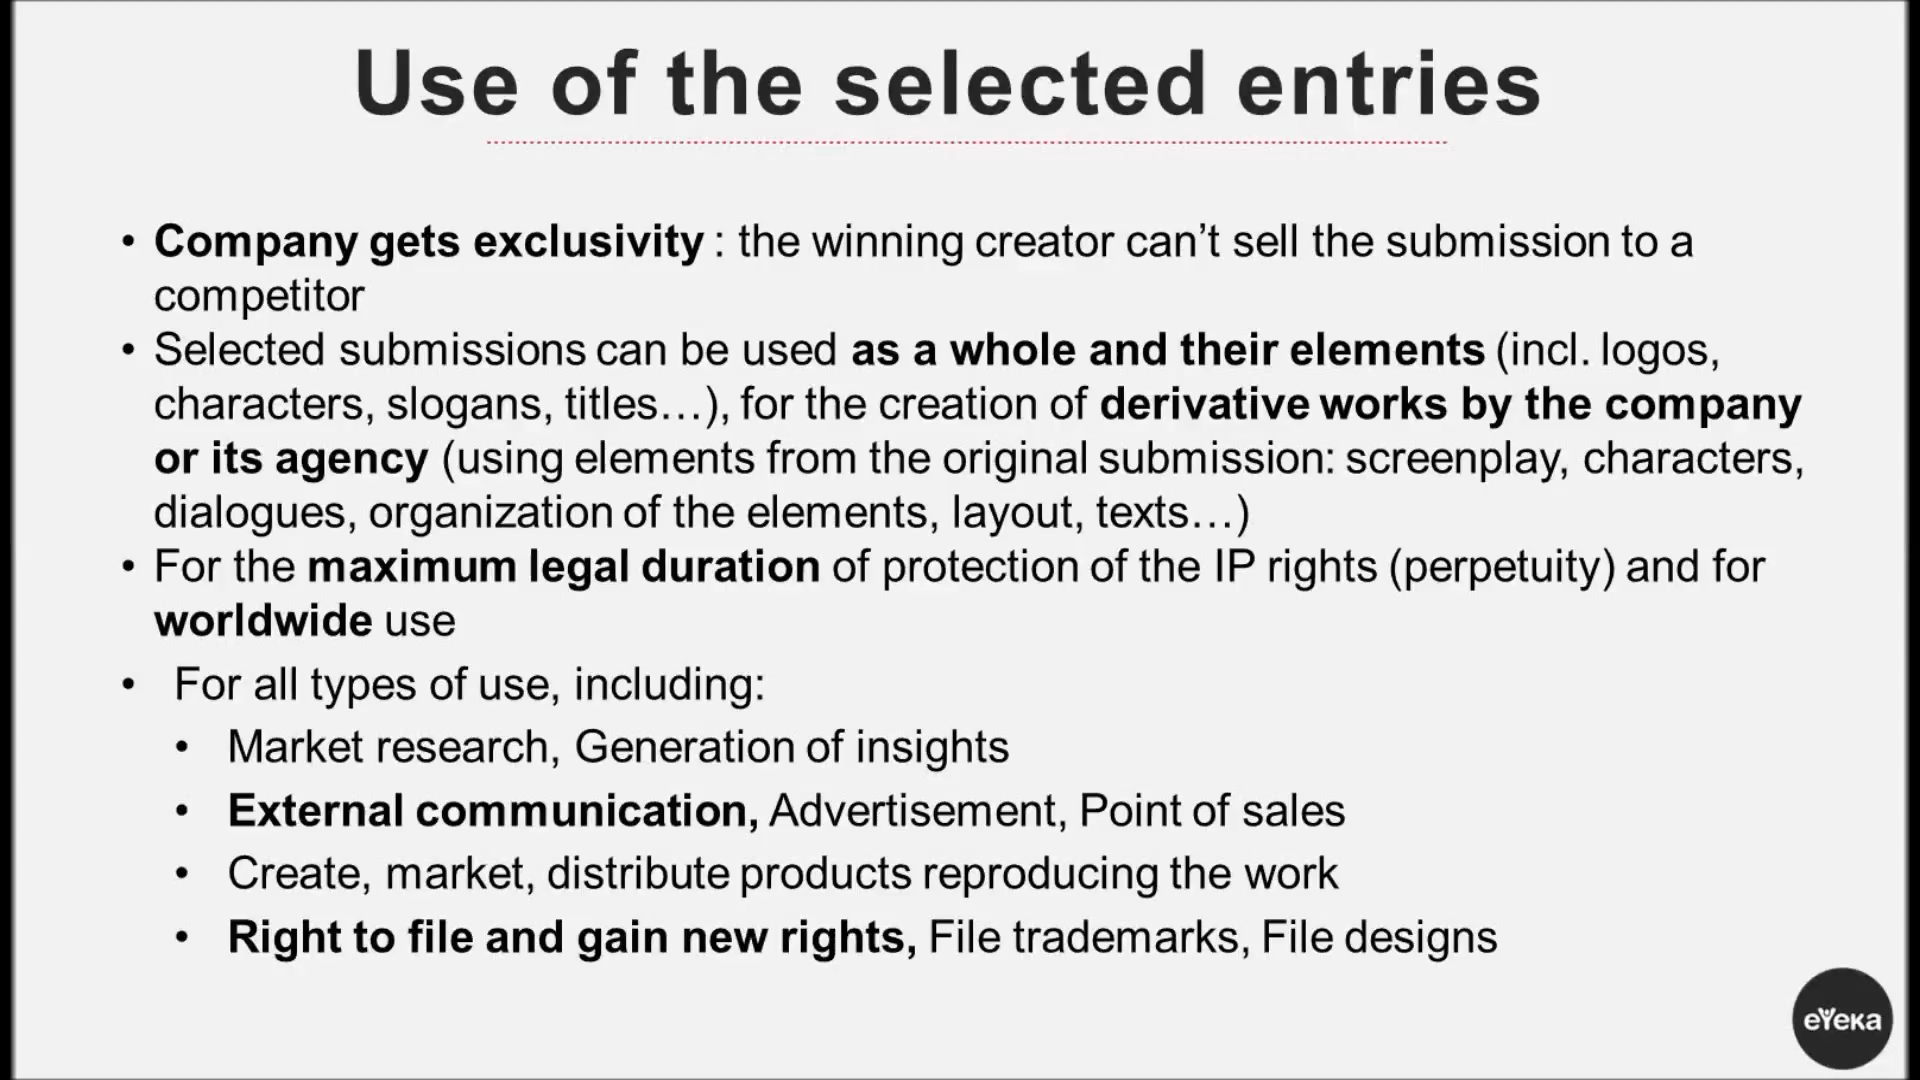 Use of the selected entries
• Company gets exclusivity : the winning creator can’t sell the submission to a
competitor
• Selected submissions can be used as a whole and their elements (incl. logos,
characters, slogans, titles…), for the creation of derivative works by the company
or its agency (using elements from the original submission: screenplay, characters,
dialogues, organization of the elements, layout, texts…)
• For the maximum legal duration of protection of the IP rights (perpetuity) and for
worldwide use
• For all types of use, including:
• Market research, Generation of insights
• External communication, Advertisement, Point of sales
• Create, market, distribute products reproducing the work
• Right to file and gain new rights, File trademarks, File designs
eYeka